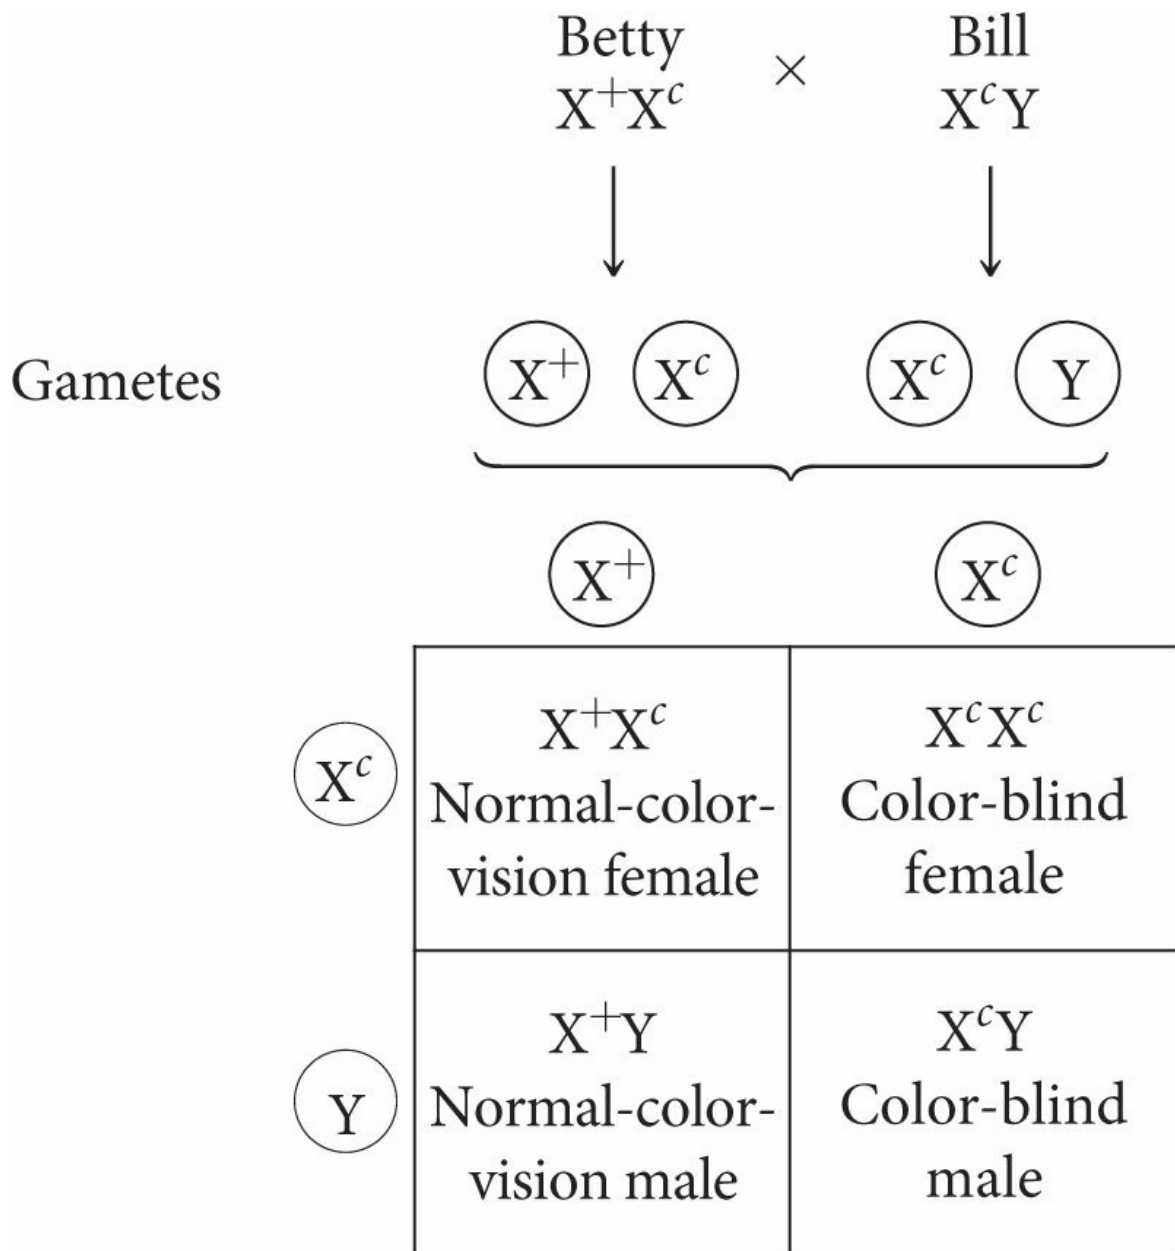 Betty × Bill
X⁺Xᶜ XᶜY
Gametes X⁺ Xᶜ Xᶜ Y
X⁺ Xᶜ
Xᶜ
X⁺Xᶜ
Normal-color-
vision female
XᶜXᶜ
Color-blind
female
Y
X⁺Y
Normal-color-
vision male
XᶜY
Color-blind
male